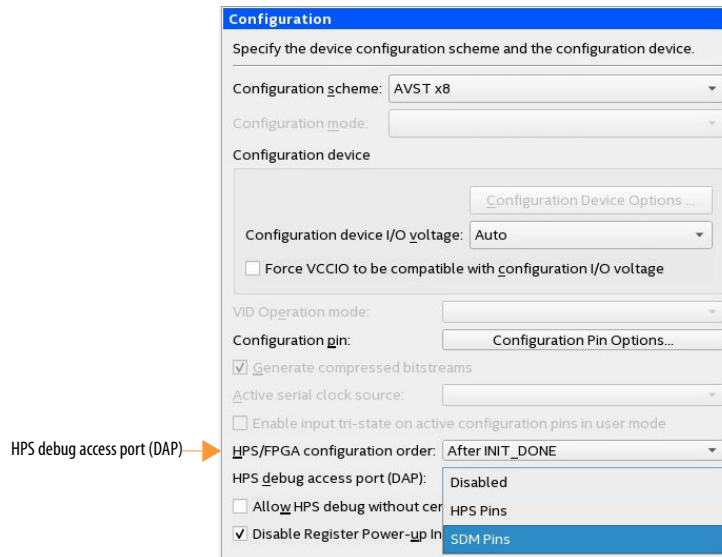 Configuration
Specify the device configuration scheme and the configuration device.
Configuration scheme: AVST x8
Configuration mode:
Configuration device
Configuration Device Options ...
Configuration device I/O voltage: Auto
Force VCCIO to be compatible with configuration I/O voltage
VID Operation mode:
Configuration pin: Configuration Pin Options...
Generate compressed bitstreams
Active serial clock source:
Enable input tri-state on active configuration pins in user mode
HPS debug access port (DAP) HPS/FPGA configuration order: After INIT_DONE
HPS debug access port (DAP): Disabled
Allow HPS debug without cer HPS Pins
Disable Register Power-up In SDM Pins